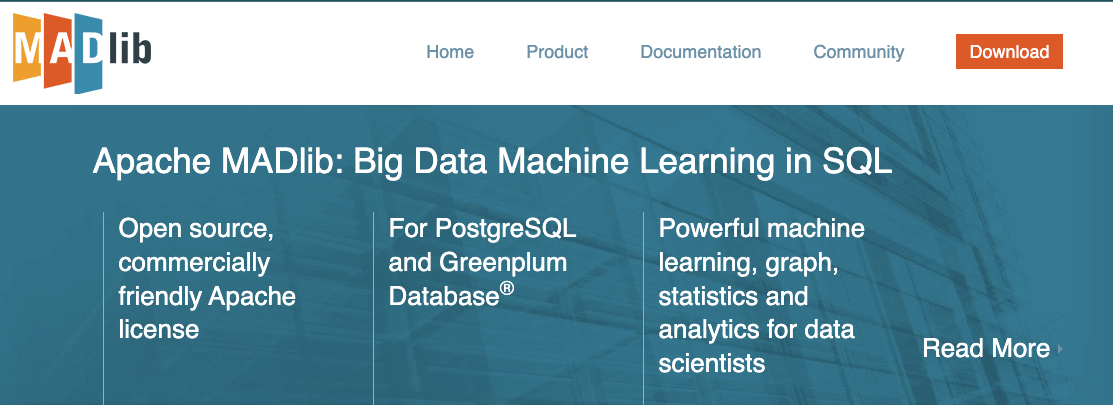 MADlib
Home Product Documentation Community Download
Apache MADlib: Big Data Machine Learning in SQL
Open source,
commercially
friendly Apache
license
For PostgreSQL
and Greenplum
Database®
Powerful machine
learning, graph,
statistics and
analytics for data
scientists
Read More